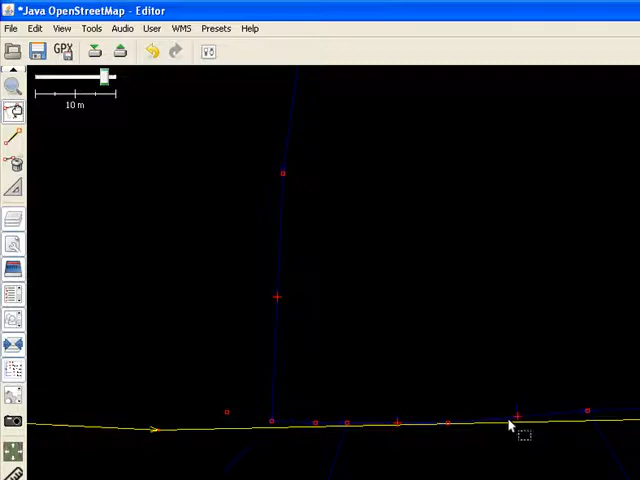 *Java OpenStreetMap - Editor
File Edit View Tools Audio User WMS Presets Help
GPX
10 m